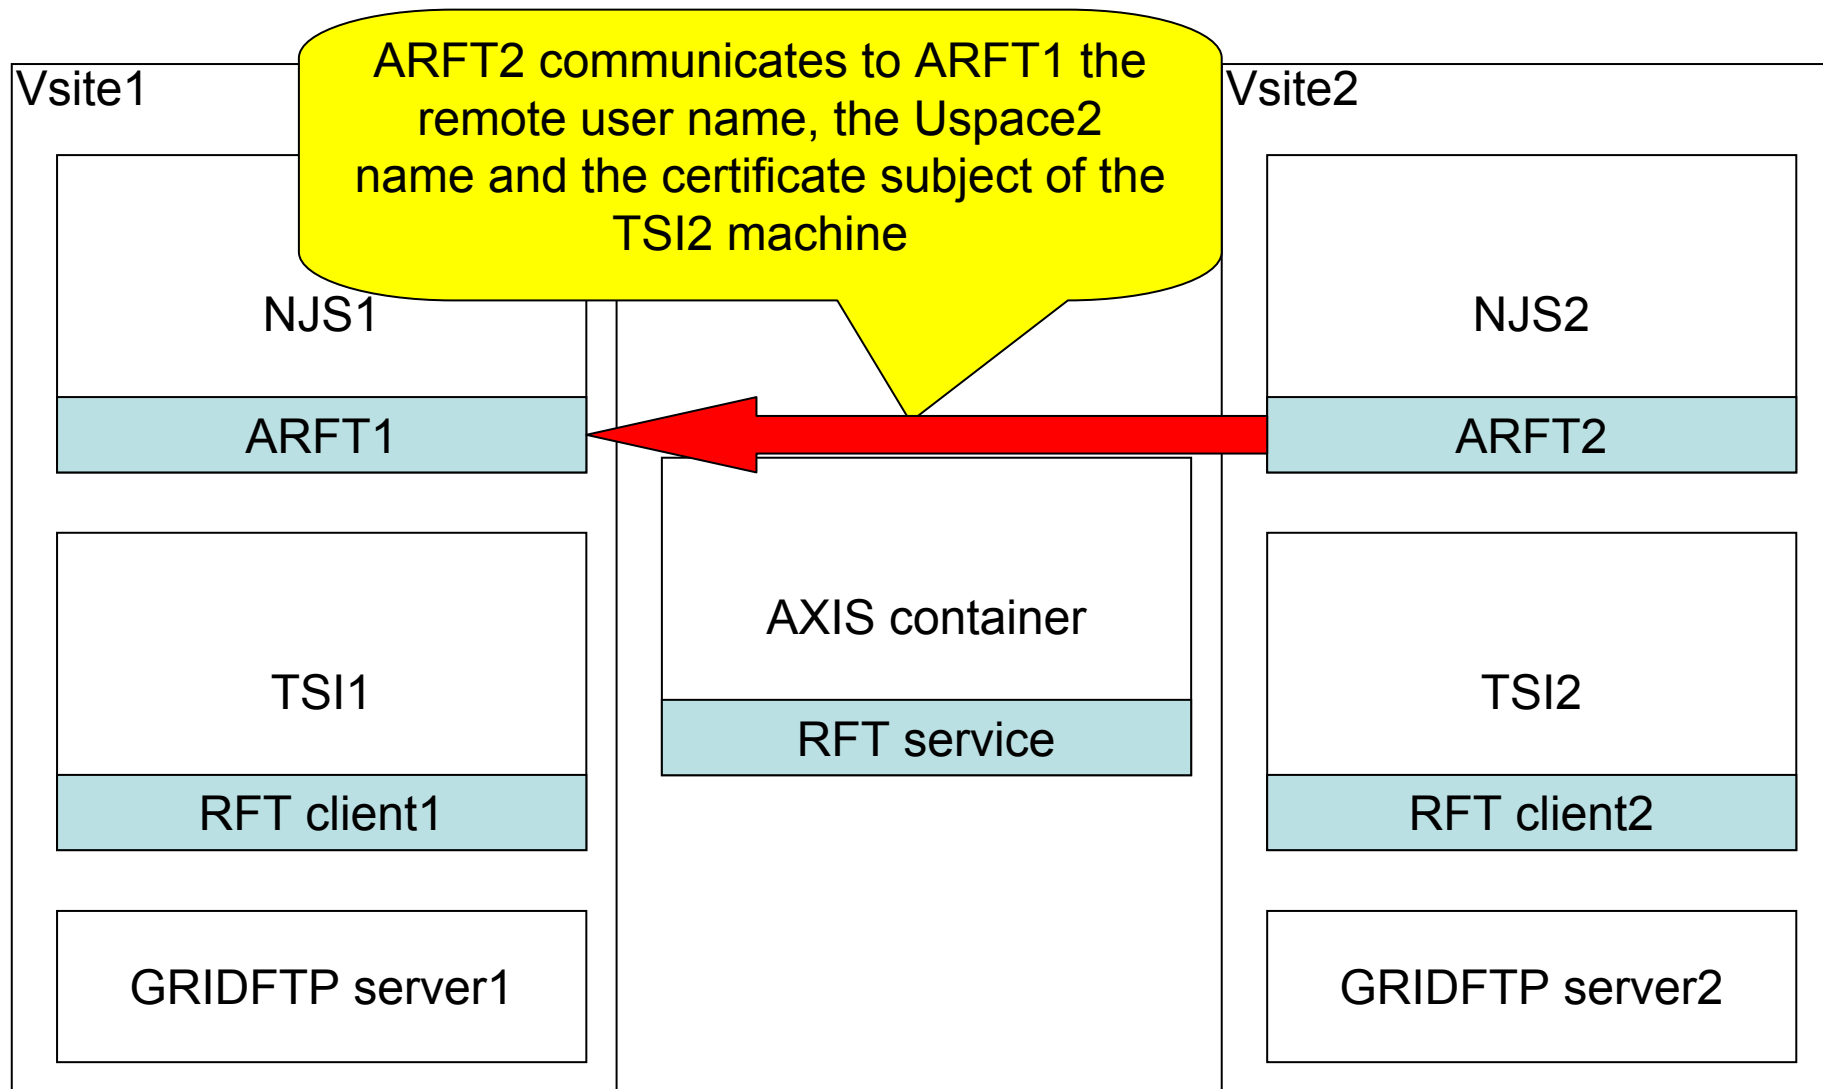 ARFT2 communicates to ARFT1 the
remote user name, the Uspace2
name and the certificate subject of the
TSI2 machine
Vsite1
NJS1
ARFT1
TSI1
RFT client1
GRIDFTP server1
AXIS container
RFT service
Vsite2
NJS2
ARFT2
TSI2
RFT client2
GRIDFTP server2